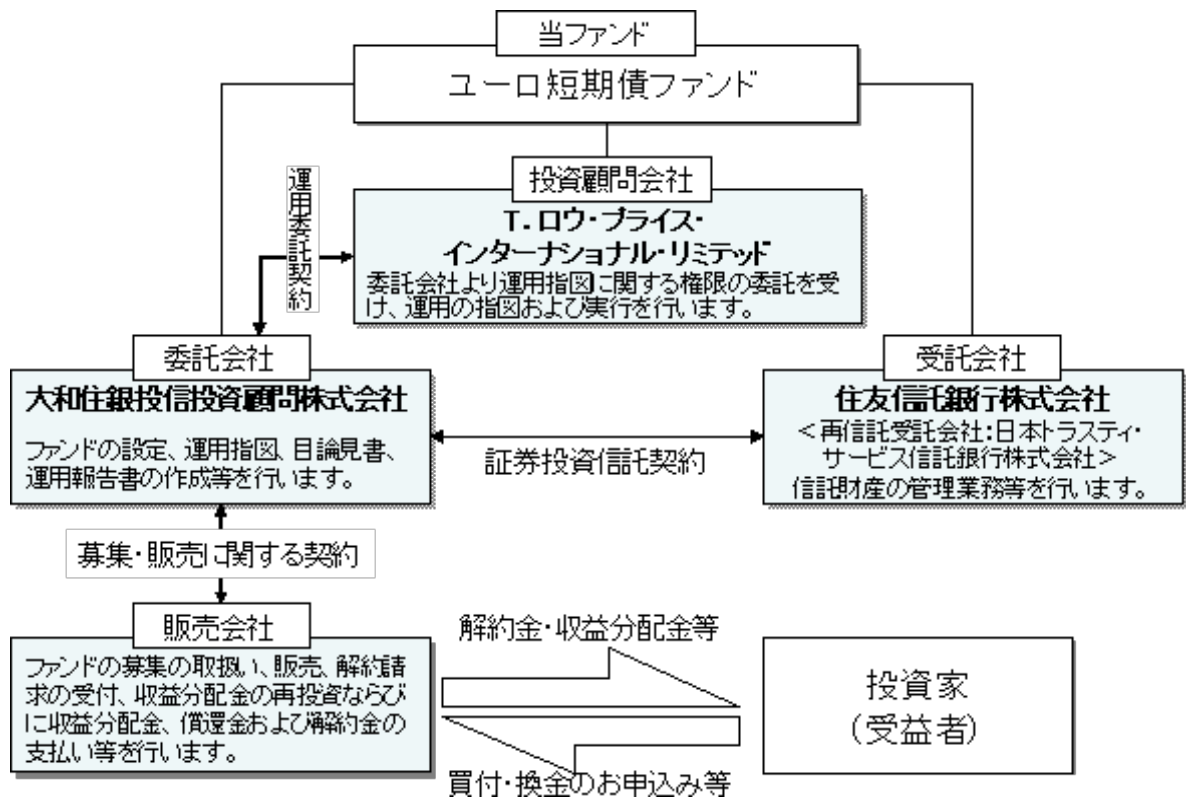 当ファンド
ユーロ短期債ファンド
運用委託契約
投資顧問会社
T.ロウ・プライス・
インターナショナル・リミテッド
委託会社より運用指図に関する権限の委託を受
け、運用の指図および実行を行います。
委託会社
大和住銀投信投資顧問株式会社
ファンドの設定、運用指図、目論見書、
運用報告書の作成等を行います。
証券投資信託契約
受託会社
住友信託銀行株式会社
＜再信託受託会社:日本トラスティ・
サービス信託銀行株式会社＞
信託財産の管理業務等を行います。
募集・販売に関する契約
販売会社
ファンドの募集の取扱い、販売、解約請
求の受付、収益分配金の再投資ならび
に収益分配金、償還金および解約金の
支払い等を行います。
解約金・収益分配金等
買付・換金のお申込み等
投資家
(受益者)